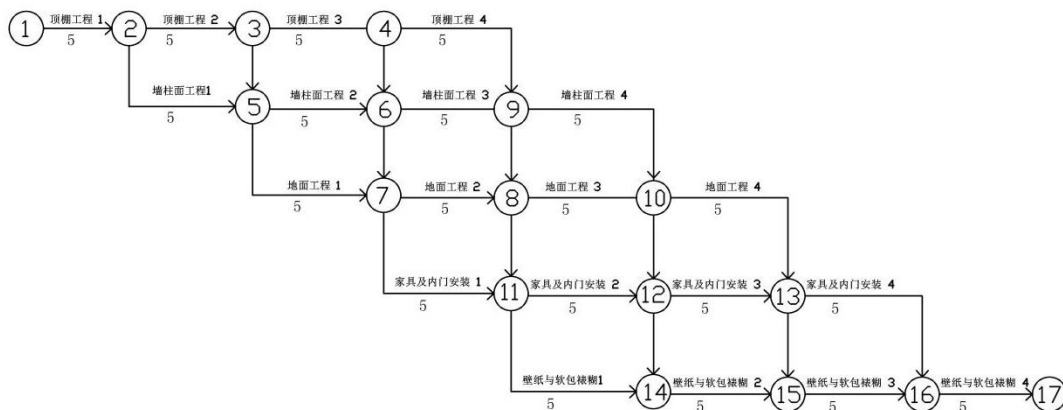 顶棚工程 1 顶棚工程 2 顶棚工程 3 顶棚工程 4
1 2 3 4
5 5 5 5
墙柱面工程1 墙柱面工程 2 墙柱面工程 3 墙柱面工程 4
5 6 9
5 5 5 5
地面工程 1 地面工程 2 地面工程 3 地面工程 4
7 8 10
5 5 5 5
家具及内门安装 1 家具及内门安装 2 家具及内门安装 3 家具及内门安装 4
11 12 13
5 5 5 5
壁纸与软包裱糊1 壁纸与软包裱糊 2 壁纸与软包裱糊 3 壁纸与软包裱糊 4
14 15 16 17
5 5 5 5